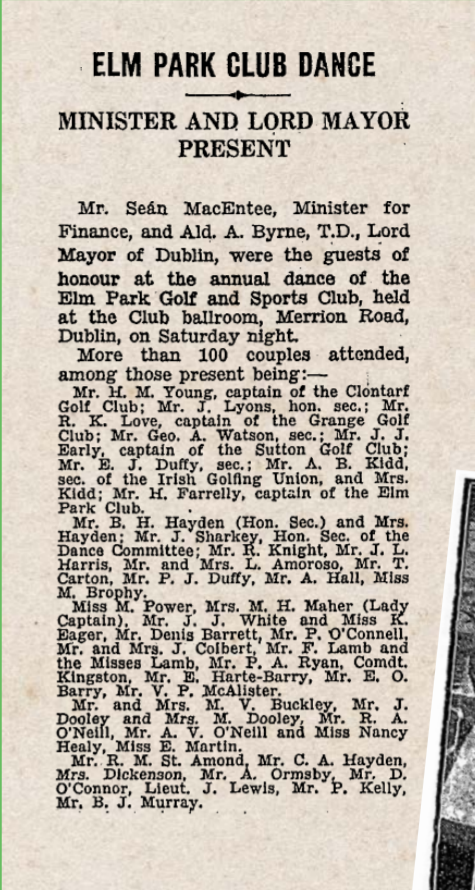 ELM PARK CLUB DANCE
MINISTER AND LORD MAYOR
PRESENT
Mr. Seán MacEntee, Minister for
Finance, and Ald. A. Byrne, T.D., Lord
Mayor of Dublin, were the guests of
honour at the annual dance of the
Elm Park Golf and Sports Club, held
at the Club ballroom, Merrion Road,
Dublin, on Saturday night.
More than 100 couples attended,
among those present being:—
Mr. H. M. Young, captain of the Clontarf
Golf Club; Mr. J. Lyons, hon. sec.; Mr.
R. K. Love, captain of the Grange Golf
Club; Mr. Geo. A. Watson, sec.; Mr. J. J.
Early, captain of the Sutton Golf Club;
Mr. E. J. Duffy, sec.; Mr. A. B. Kidd,
sec. of the Irish Golfing Union, and Mrs.
Kidd; Mr. H. Farrelly, captain of the Elm
Park Club.
Mr. B. H. Hayden (Hon. Sec.) and Mrs.
Hayden; Mr. J. Sharkey, Hon. Sec. of the
Dance Committee; Mr. R. Knight, Mr. J. L.
Harris, Mr. and Mrs. L. Amoroso, Mr. T.
Carton, Mr. P. J. Duffy, Mr. A. Hall, Miss
M. Brophy.
Miss M. Power, Mrs. M. H. Maher (Lady
Captain), Mr. J. J. White and Miss K.
Eager, Mr. Denis Barrett, Mr. P. O'Connell,
Mr. and Mrs. J. Colbert, Mr. F. Lamb and
the Misses Lamb, Mr. P. A. Ryan, Comdt.
Kingston, Mr. E. Harte-Barry, Mr. E. O.
Barry, Mr. V. P. McAlister.
Mr. and Mrs. M. V. Buckley, Mr. J.
Dooley and Mrs. M. Dooley, Mr. R. A.
O'Neill, Mr. A. V. O'Neill and Miss Nancy
Healy, Miss E. Martin.
Mr. R. M. St. Amond, Mr. C. A. Hayden,
Mrs. Dickenson, Mr. A. Ormsby, Mr. D.
O'Connor, Lieut. J. Lewis, Mr. P. Kelly,
Mr. B. J. Murray.